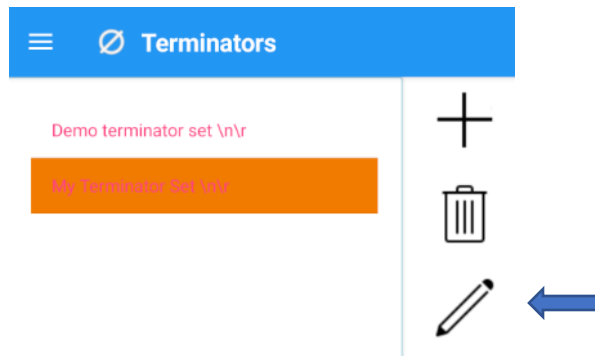 Terminators
Demo terminator set \n\r
My Terminator Set \n\r